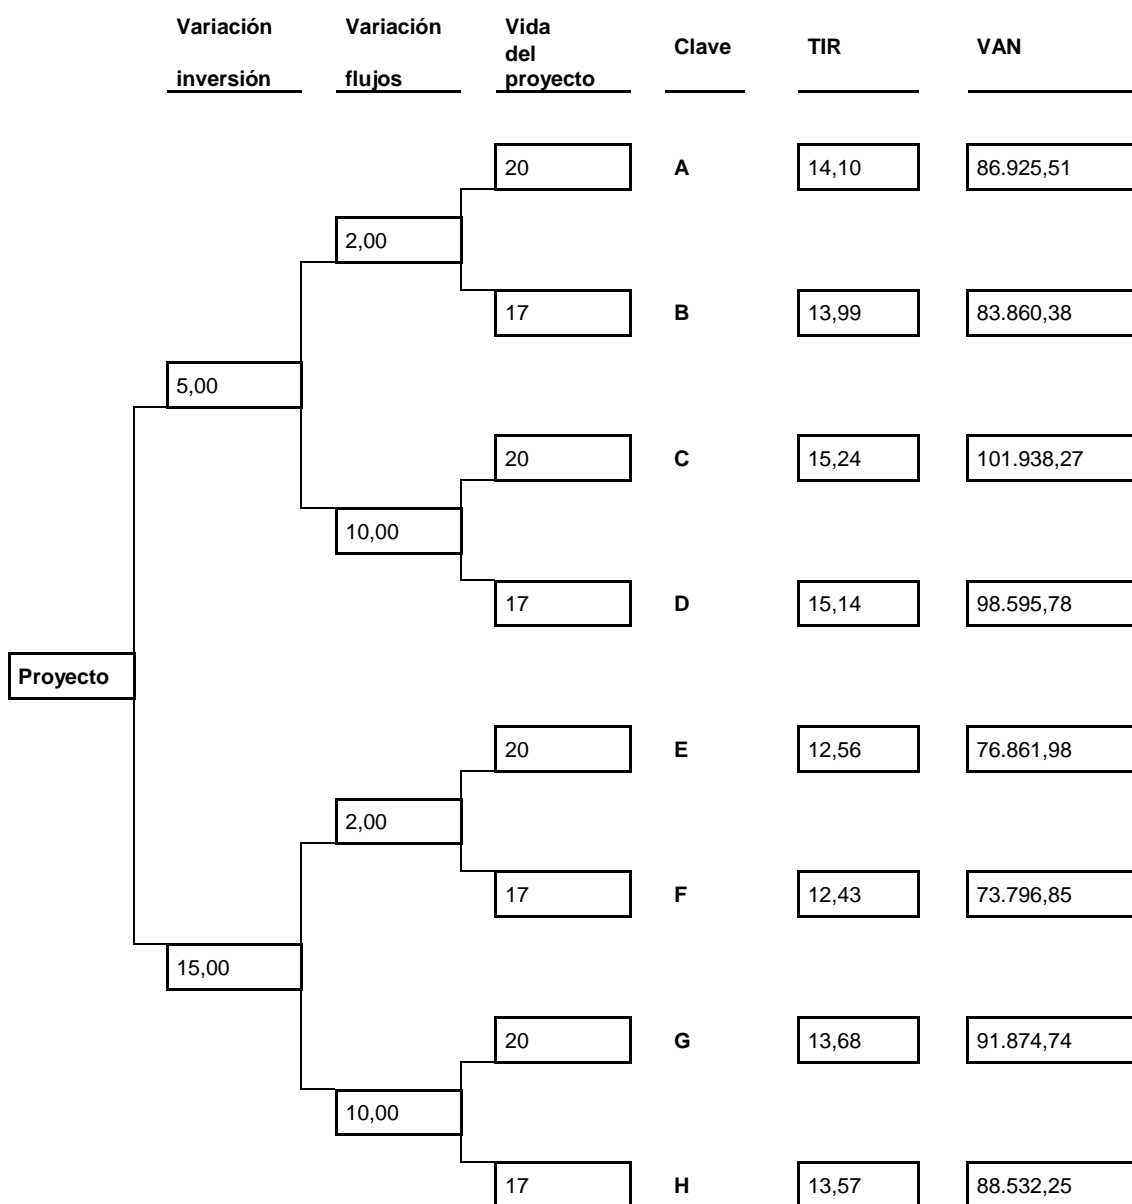 Variación Variación Vida
del
proyecto Clave TIR VAN
inversión flujos
20 A 14,10 86.925,51
2,00
17 B 13,99 83.860,38
5,00
20 C 15,24 101.938,27
10,00
17 D 15,14 98.595,78
Proyecto
20 E 12,56 76.861,98
2,00
17 F 12,43 73.796,85
15,00
20 G 13,68 91.874,74
10,00
17 H 13,57 88.532,25